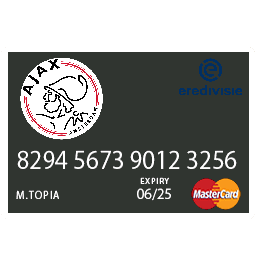 AJAX
AMSTERDAM
eredivisie
8294 5673 9012 3256
EXPIRY
M.TOPIA 06/25
MasterCard